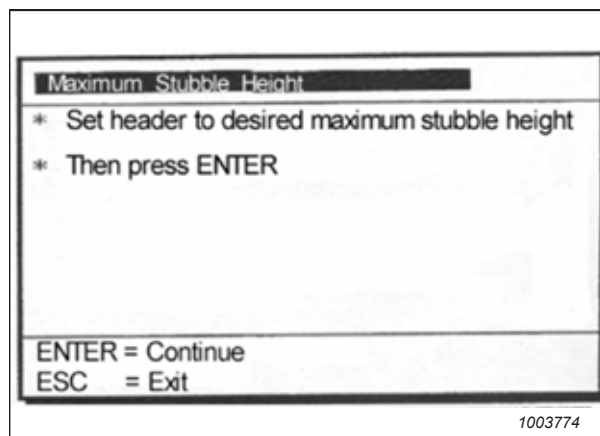 Maximum Stubble Height
* Set header to desired maximum stubble height
* Then press ENTER
ENTER = Continue
ESC = Exit
1003774